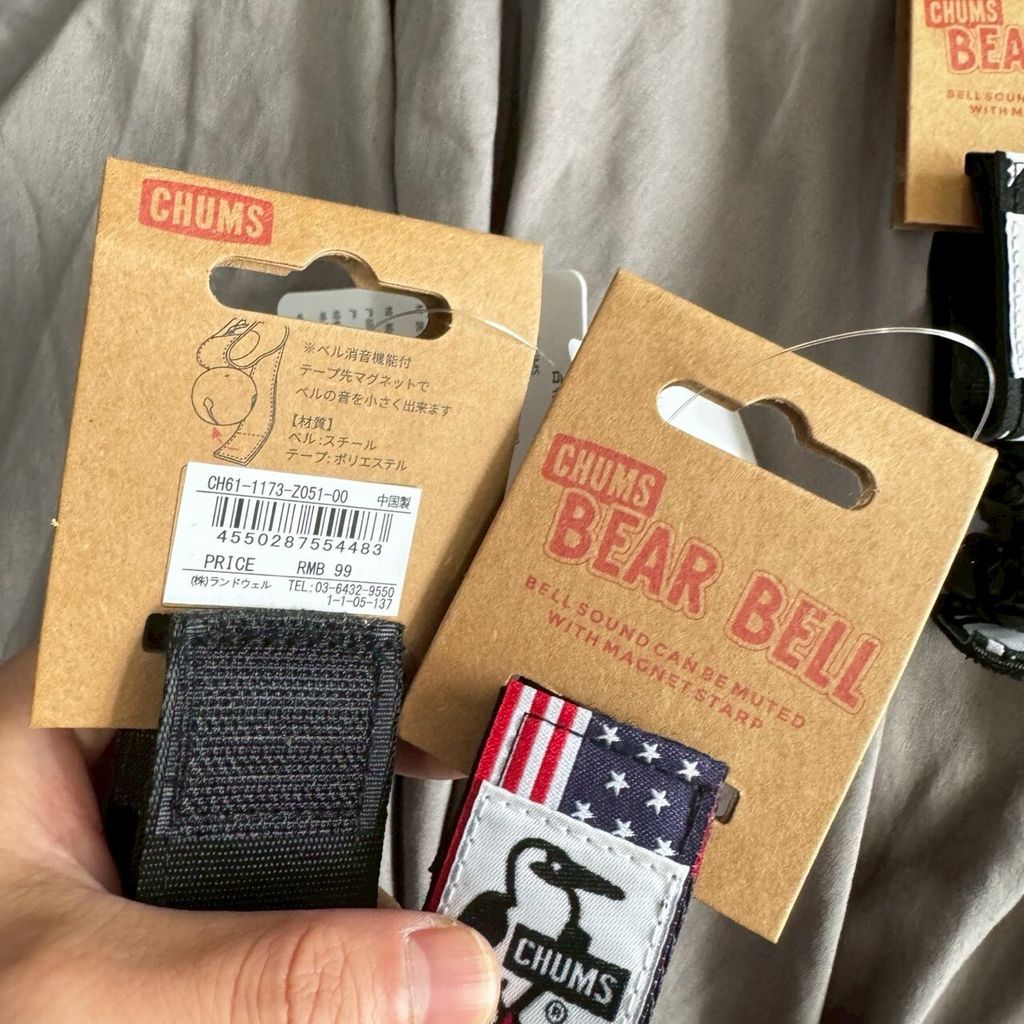 CHUMS
※ベル消音機能付
テープ先マグネットで
ベルの音を小さく出来ます
【材質】
ベル:スチール
テープ:ポリエステル
CH61-1173-Z051-00
中国製
4550287554483
PRICE RMB 99
(株)ランドウェル TEL:03-6432-9550
1-1-05-137
CHUMS
BEAR BELL
BELL SOUND CAN BE MUTED
WITH MAGNET STARP
CHUMS
®
CHUMS
BEA
BELL SOUN
WITH M